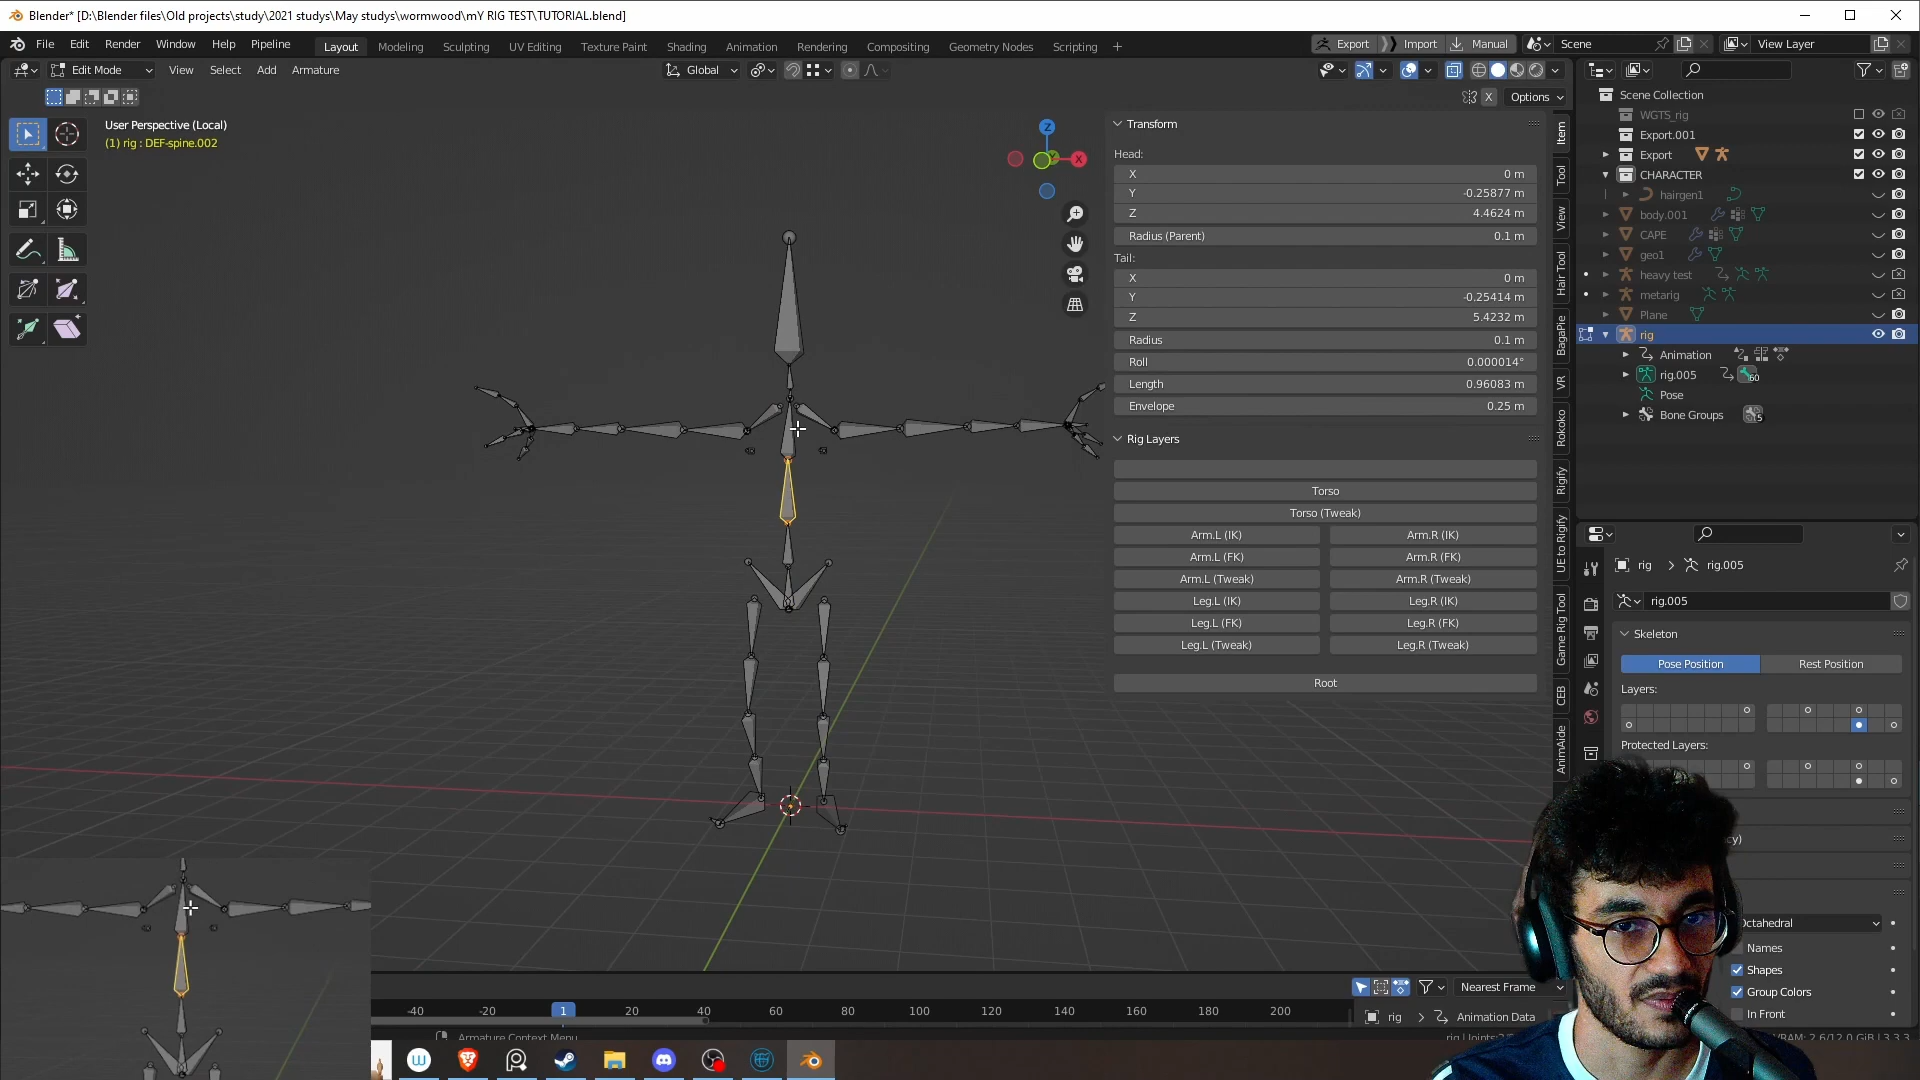 Blender* [D:\Blender files\Old projects\study\2021 studys\May studys\wormwood\mY RIG TEST\TUTORIAL.blend]
File Edit Render Window Help Pipeline
Layout Modeling Sculpting UV Editing Texture Paint Shading Animation Rendering Compositing Geometry Nodes Scripting +
Export Import Manual Scene View Layer
Edit Mode View Select Add Armature
Global
X Options
User Perspective (Local)
(1) rig : DEF-spine.002
Z
X
Transform
Head:
X 0 m
Y -0.25877 m
Z 4.4624 m
Radius (Parent) 0.1 m
Tail:
X 0 m
Y -0.25414 m
Z 5.4232 m
Radius 0.1 m
Roll 0.000014°
Length 0.96083 m
Envelope 0.25 m
Rig Layers
Torso
Torso (Tweak)
Arm.L (IK) Arm.R (IK)
Arm.L (FK) Arm.R (FK)
Arm.L (Tweak) Arm.R (Tweak)
Leg.L (IK) Leg.R (IK)
Leg.L (FK) Leg.R (FK)
Leg.L (Tweak) Leg.R (Tweak)
Root
Item
Tool
View
Hair Tool
BagaPie
VR
Rokoko
Rigify
UE to Rigify
Game Rig Tool
CEB
AnimAide
Scene Collection
WGTS_rig
Export.001
Export
CHARACTER
hairgen1
body.001
CAPE
geo1
heavy test
metarig
Plane
rig
Animation
rig.005 60
Pose
Bone Groups 5
rig rig.005
rig.005
Skeleton
Pose Position Rest Position
Layers:
Protected Layers:
Octahedral
Names
Shapes
Group Colors
In Front
Nearest Frame
-40 -20 1 20 40 60 80 100 120 140 160 180 200
rig Animation Data
Armature Context Menu